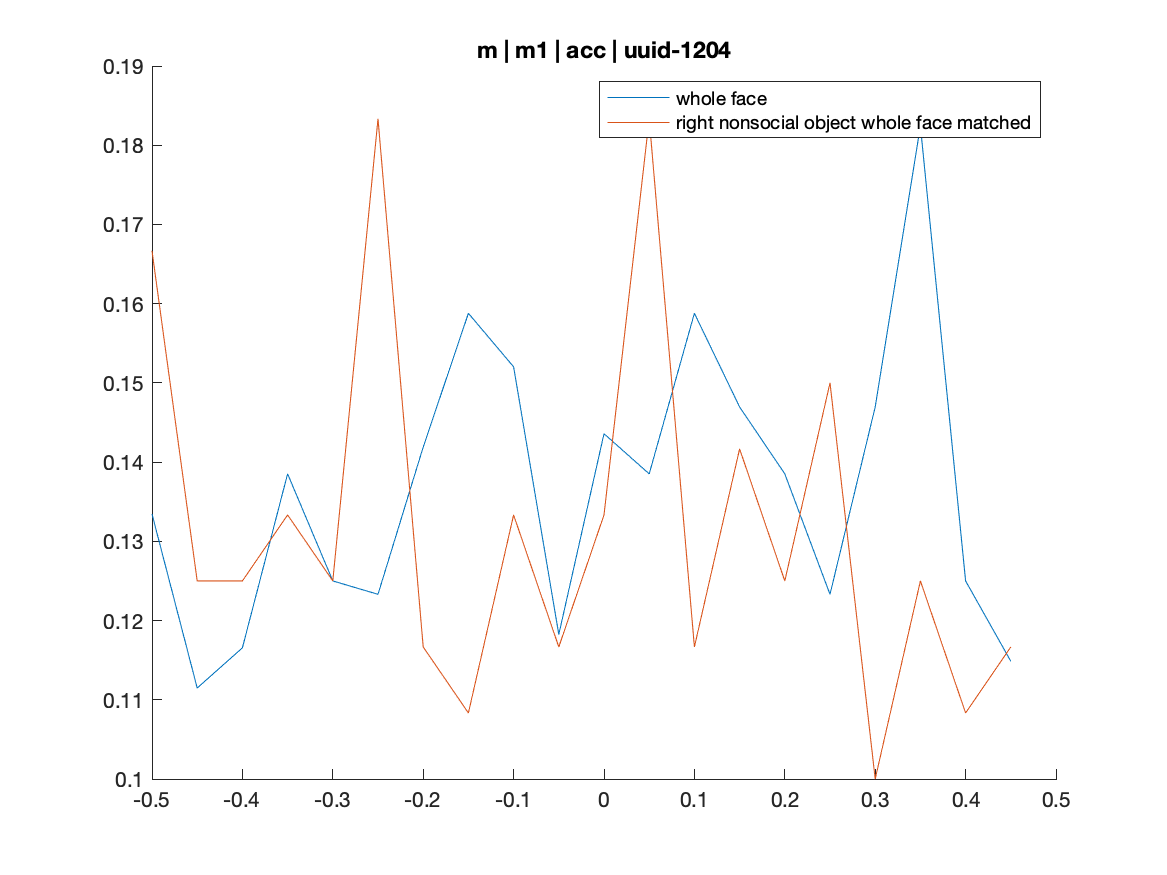 m | m1 | acc | uuid-1204
0.19
whole face
right nonsocial object whole face matched
0.18
0.17
0.16
0.15
0.14
0.13
0.12
0.11
0.1
-0.5 -0.4 -0.3 -0.2 -0.1 0 0.1 0.2 0.3 0.4 0.5